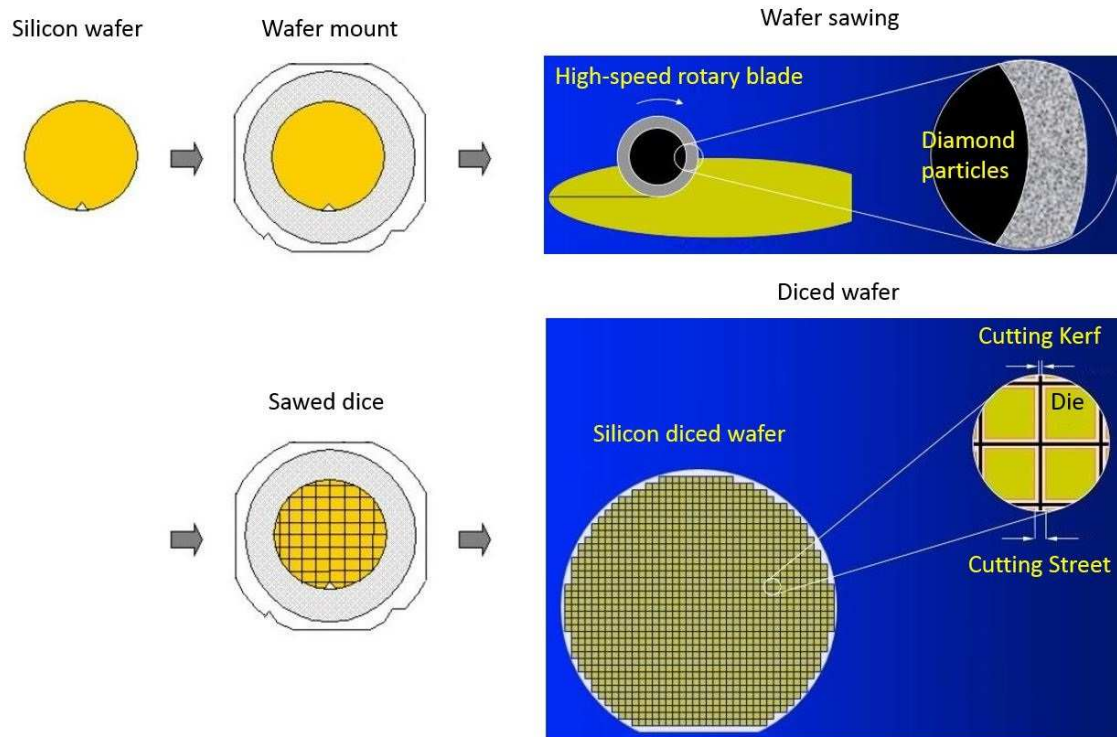 Silicon wafer
Wafer mount
Wafer sawing
High-speed rotary blade
Diamond
particles
Diced wafer
Cutting Kerf
Die
Sawed dice
Silicon diced wafer
Cutting Street